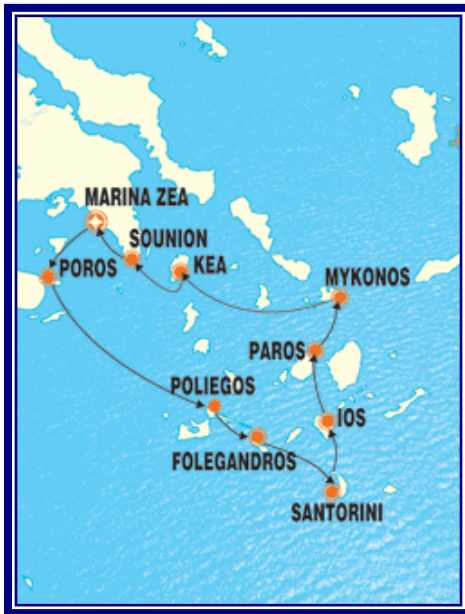 MARINA ZEA
SOUNION
POROS
KEA
MYKONOS
PAROS
POLIEGOS
IOS
FOLEGANDROS
SANTORINI